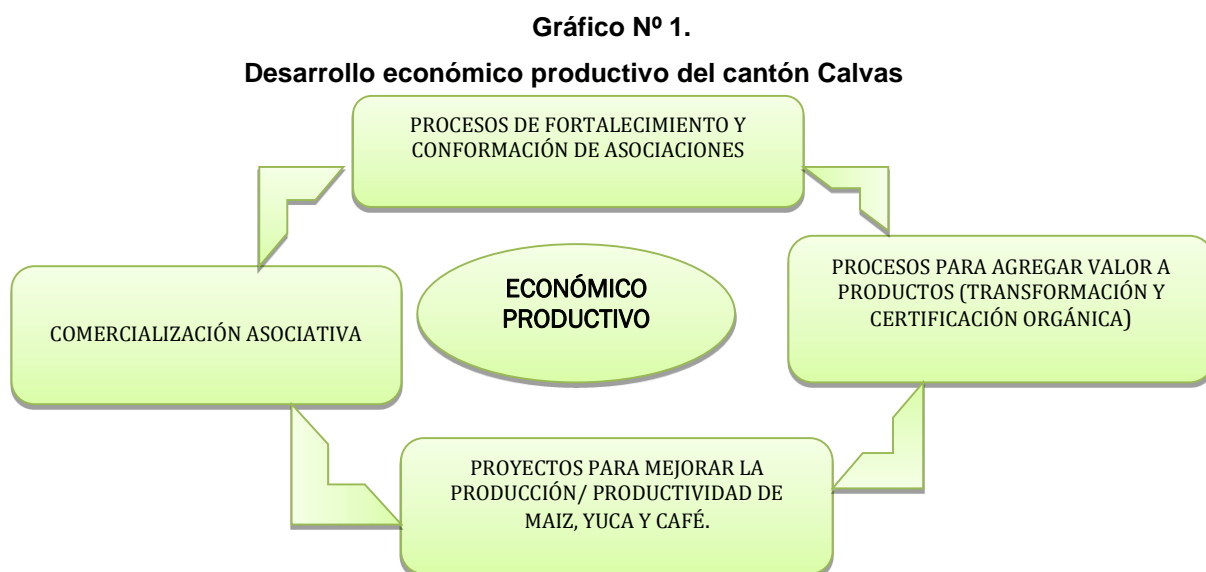 Gráfico Nº 1.
Desarrollo económico productivo del cantón Calvas
PROCESOS DE FORTALECIMIENTO Y
CONFORMACIÓN DE ASOCIACIONES
PROCESOS PARA AGREGAR VALOR A
PRODUCTOS (TRANSFORMACIÓN Y
CERTIFICACIÓN ORGÁNICA)
ECONÓMICO
PRODUCTIVO
COMERCIALIZACIÓN ASOCIATIVA
PROYECTOS PARA MEJORAR LA
PRODUCCIÓN/ PRODUCTIVIDAD DE
MAIZ, YUCA Y CAFÉ.